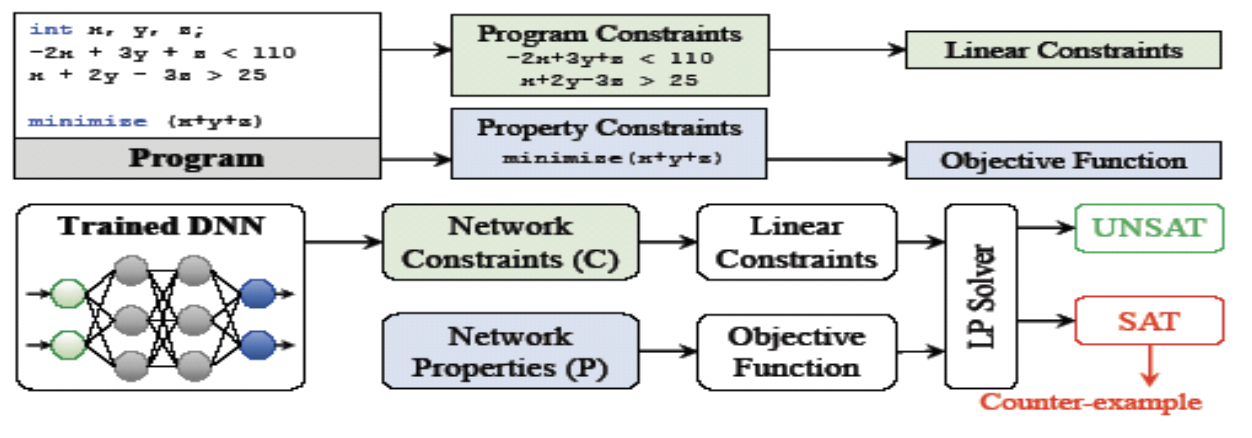 int x, y, z;
-2x + 3y + z < 110
x + 2y - 3z > 25
minimise (x+y+z)
Program
Program Constraints
-2x+3y+z < 110
x+2y-3z > 25
Linear Constraints
Property Constraints
minimise(x+y+z)
Objective Function
Trained DNN
Network
Constraints (C)
Linear
Constraints
Network
Properties (P)
Objective
Function
LP Solver
UNSAT
SAT
Counter-example